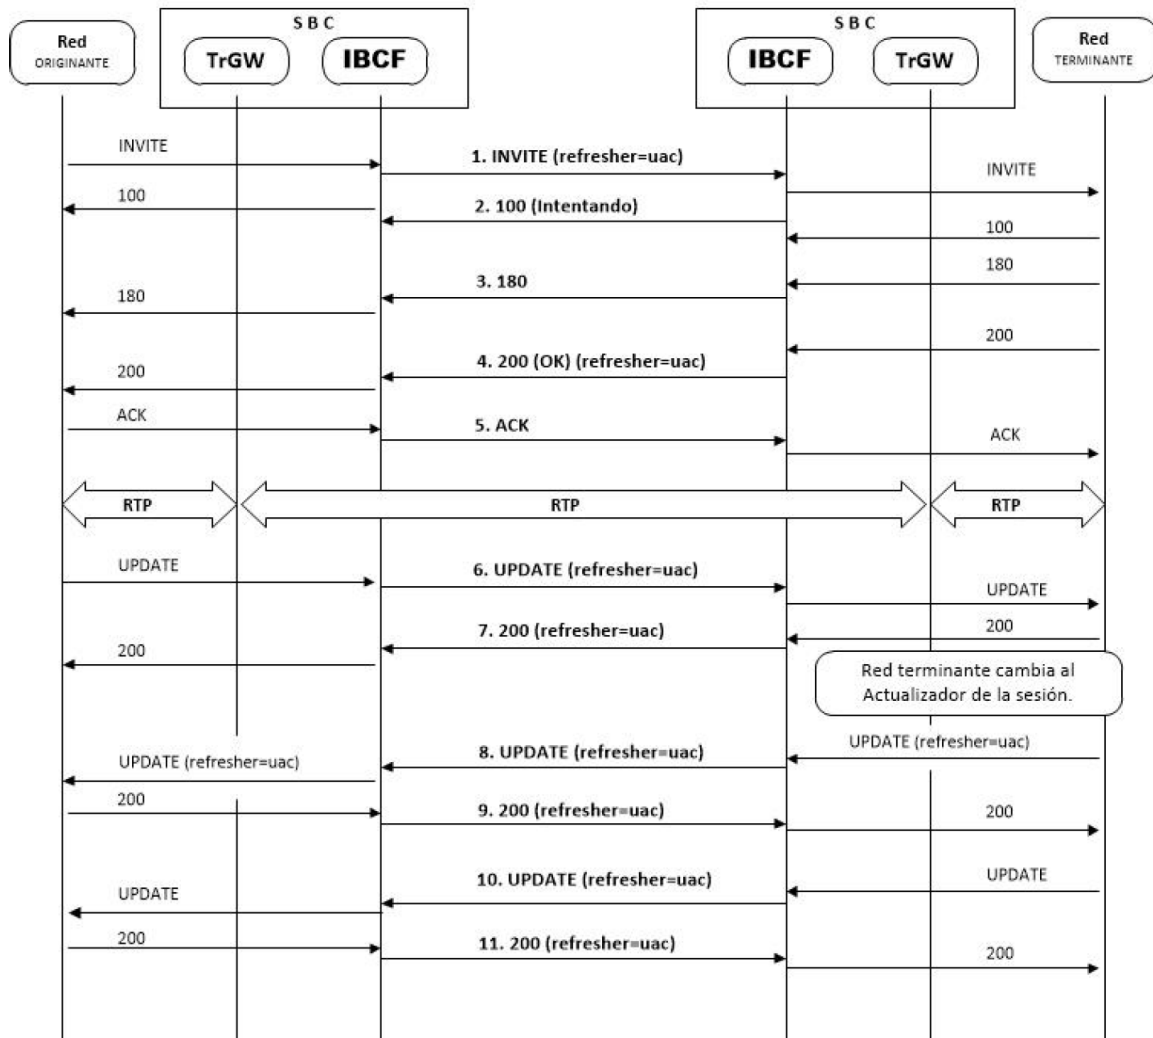 S B C
S B C
Red
ORIGINANTE
TrGW
IBCF
IBCF
TrGW
Red
TERMINANTE
INVITE
1. INVITE (refresher=uac)
INVITE
100
2. 100 (Intentando)
100
180
3. 180
180
200
4. 200 (OK) (refresher=uac)
200
ACK
5. ACK
ACK
RTP
RTP
RTP
UPDATE
6. UPDATE (refresher=uac)
UPDATE
7. 200 (refresher=uac)
200
200
Red terminante cambia al
Actualizador de la sesión.
UPDATE (refresher=uac)
8. UPDATE (refresher=uac)
UPDATE (refresher=uac)
200
9. 200 (refresher=uac)
200
10. UPDATE (refresher=uac)
UPDATE
UPDATE
200
11. 200 (refresher=uac)
200